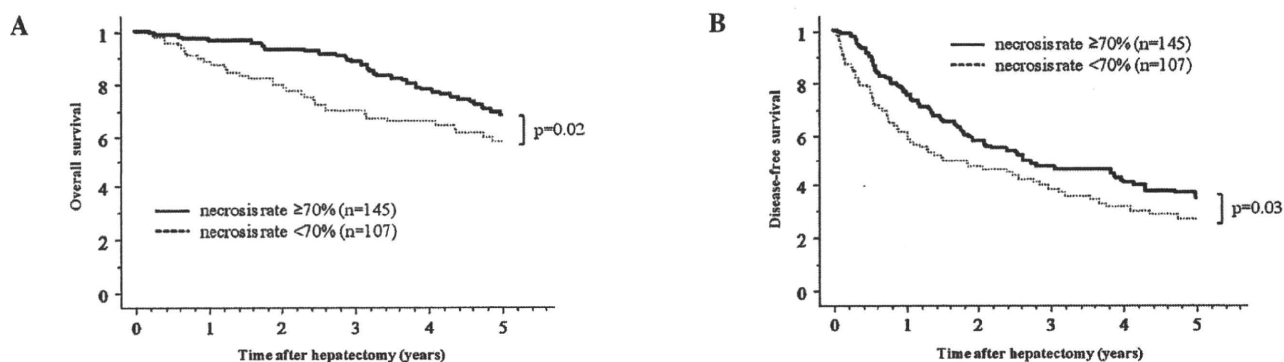 A
Overall survival
1
8
6
4
2
0
necrosis rate ≥70% (n=145)
necrosis rate <70% (n=107)
p=0.02
0 1 2 3 4 5
Time after hepatectomy (years)
B
Disease-free survival
1
8
6
4
2
0
necrosis rate ≥70% (n=145)
necrosis rate <70% (n=107)
p=0.03
0 1 2 3 4 5
Time after hepatectomy (years)